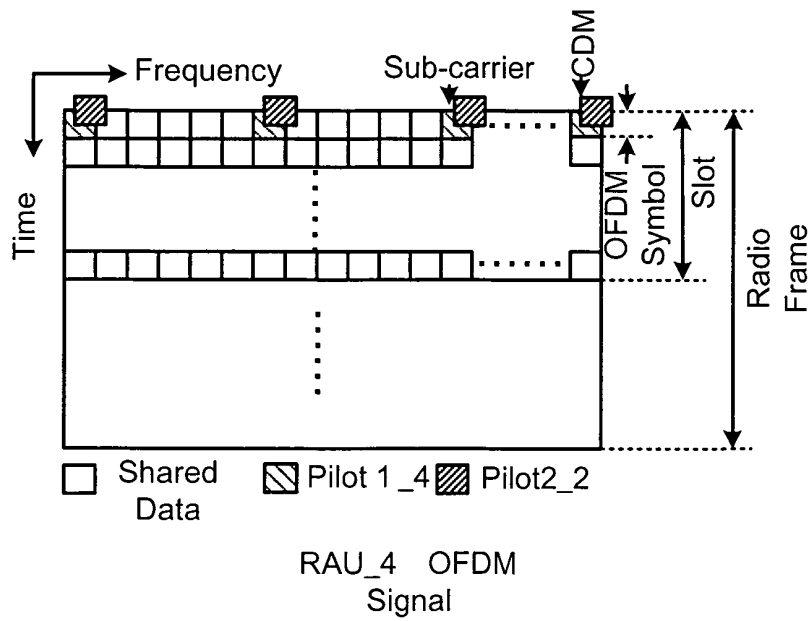 Frequency
Sub-carrier
CDM
Time
OFDM
Symbol
Slot
Radio
Frame
Shared
Data
Pilot 1_4
Pilot2_2
RAU_4 OFDM
Signal